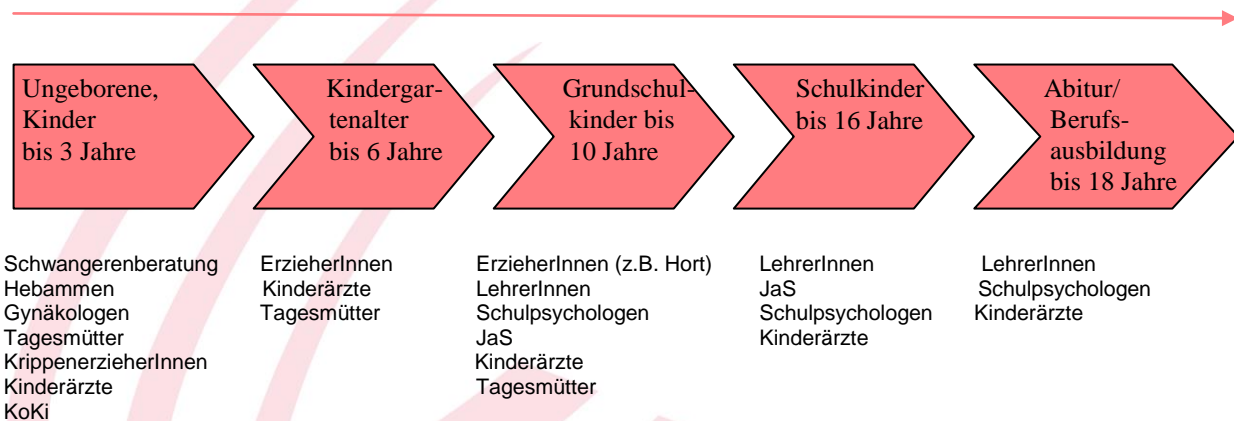 Ungeborene,
Kinder
bis 3 Jahre
Kindergar-
tenalter
bis 6 Jahre
Grundschul-
kinder bis
10 Jahre
Schulkinder
bis 16 Jahre
Abitur/
Berufs-
ausbildung
bis 18 Jahre
Schwangerenberatung
Hebammen
Gynäkologen
Tagesmütter
KrippenerzieherInnen
Kinderärzte
KoKi
ErzieherInnen
Kinderärzte
Tagesmütter
ErzieherInnen (z.B. Hort)
LehrerInnen
Schulpsychologen
JaS
Kinderärzte
Tagesmütter
LehrerInnen
JaS
Schulpsychologen
Kinderärzte
LehrerInnen
Schulpsychologen
Kinderärzte